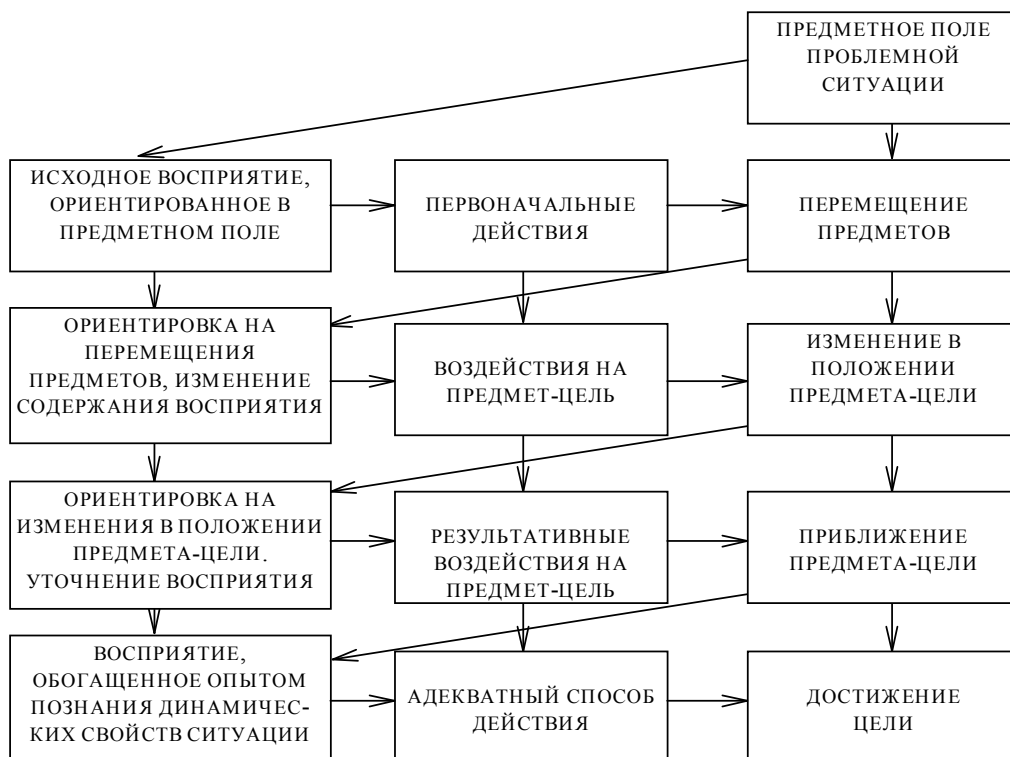 ПРЕДМЕТНОЕ ПОЛЕ
ПРОБЛЕМНОЙ
СИТУАЦИИ
ИСХОДНОЕ ВОСПРИЯТИЕ,
ОРИЕНТИРОВАННОЕ В
ПРЕДМЕТНОМ ПОЛЕ
ПЕРВОНАЧАЛЬНЫЕ
ДЕЙСТВИЯ
ПЕРЕМЕЩЕНИЕ
ПРЕДМЕТОВ
ОРИЕНТИРОВКА НА
ПЕРЕМЕЩЕНИЯ
ПРЕДМЕТОВ, ИЗМЕНЕНИЕ
СОДЕРЖАНИЯ ВОСПРИЯТИЯ
ВОЗДЕЙСТВИЯ НА
ПРЕДМЕТ-ЦЕЛЬ
ИЗМЕНЕНИЕ В
ПОЛОЖЕНИИ
ПРЕДМЕТА-ЦЕЛИ
ОРИЕНТИРОВКА НА
ИЗМЕНЕНИЯ В ПОЛОЖЕНИИ
ПРЕДМЕТА-ЦЕЛИ.
УТОЧНЕНИЕ ВОСПРИЯТИЯ
РЕЗУЛЬТАТИВНЫЕ
ВОЗДЕЙСТВИЯ НА
ПРЕДМЕТ-ЦЕЛЬ
ПРИБЛИЖЕНИЕ
ПРЕДМЕТА-ЦЕЛИ
ВОСПРИЯТИЕ,
ОБОГАЩЕННОЕ ОПЫТОМ
ПОЗНАНИЯ ДИНАМИЧЕС-
КИХ СВОЙСТВ СИТУАЦИИ
АДЕКВАТНЫЙ СПОСОБ
ДЕЙСТВИЯ
ДОСТИЖЕНИЕ
ЦЕЛИ